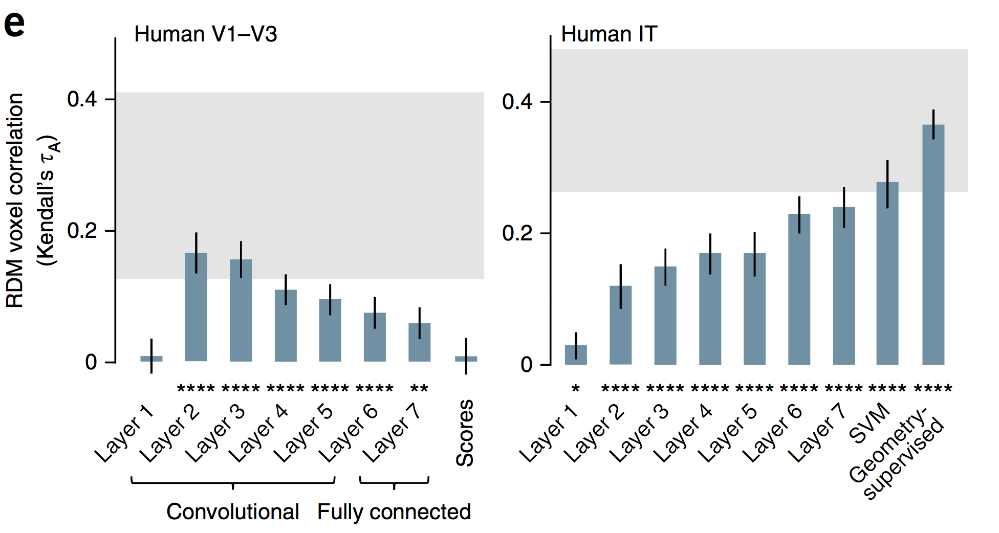 e
Human V1–V3
RDM voxel correlation
(Kendall's τA)
0.4
0.2
0
**** **** **** **** **** **
Layer 1
Layer 2
Layer 3
Layer 4
Layer 5
Layer 6
Layer 7
Scores
Convolutional
Fully connected
Human IT
0.4
0.2
0
* **** **** **** **** **** **** **** ****
Layer 1
Layer 2
Layer 3
Layer 4
Layer 5
Layer 6
Layer 7
SVM
Geometry-
supervised